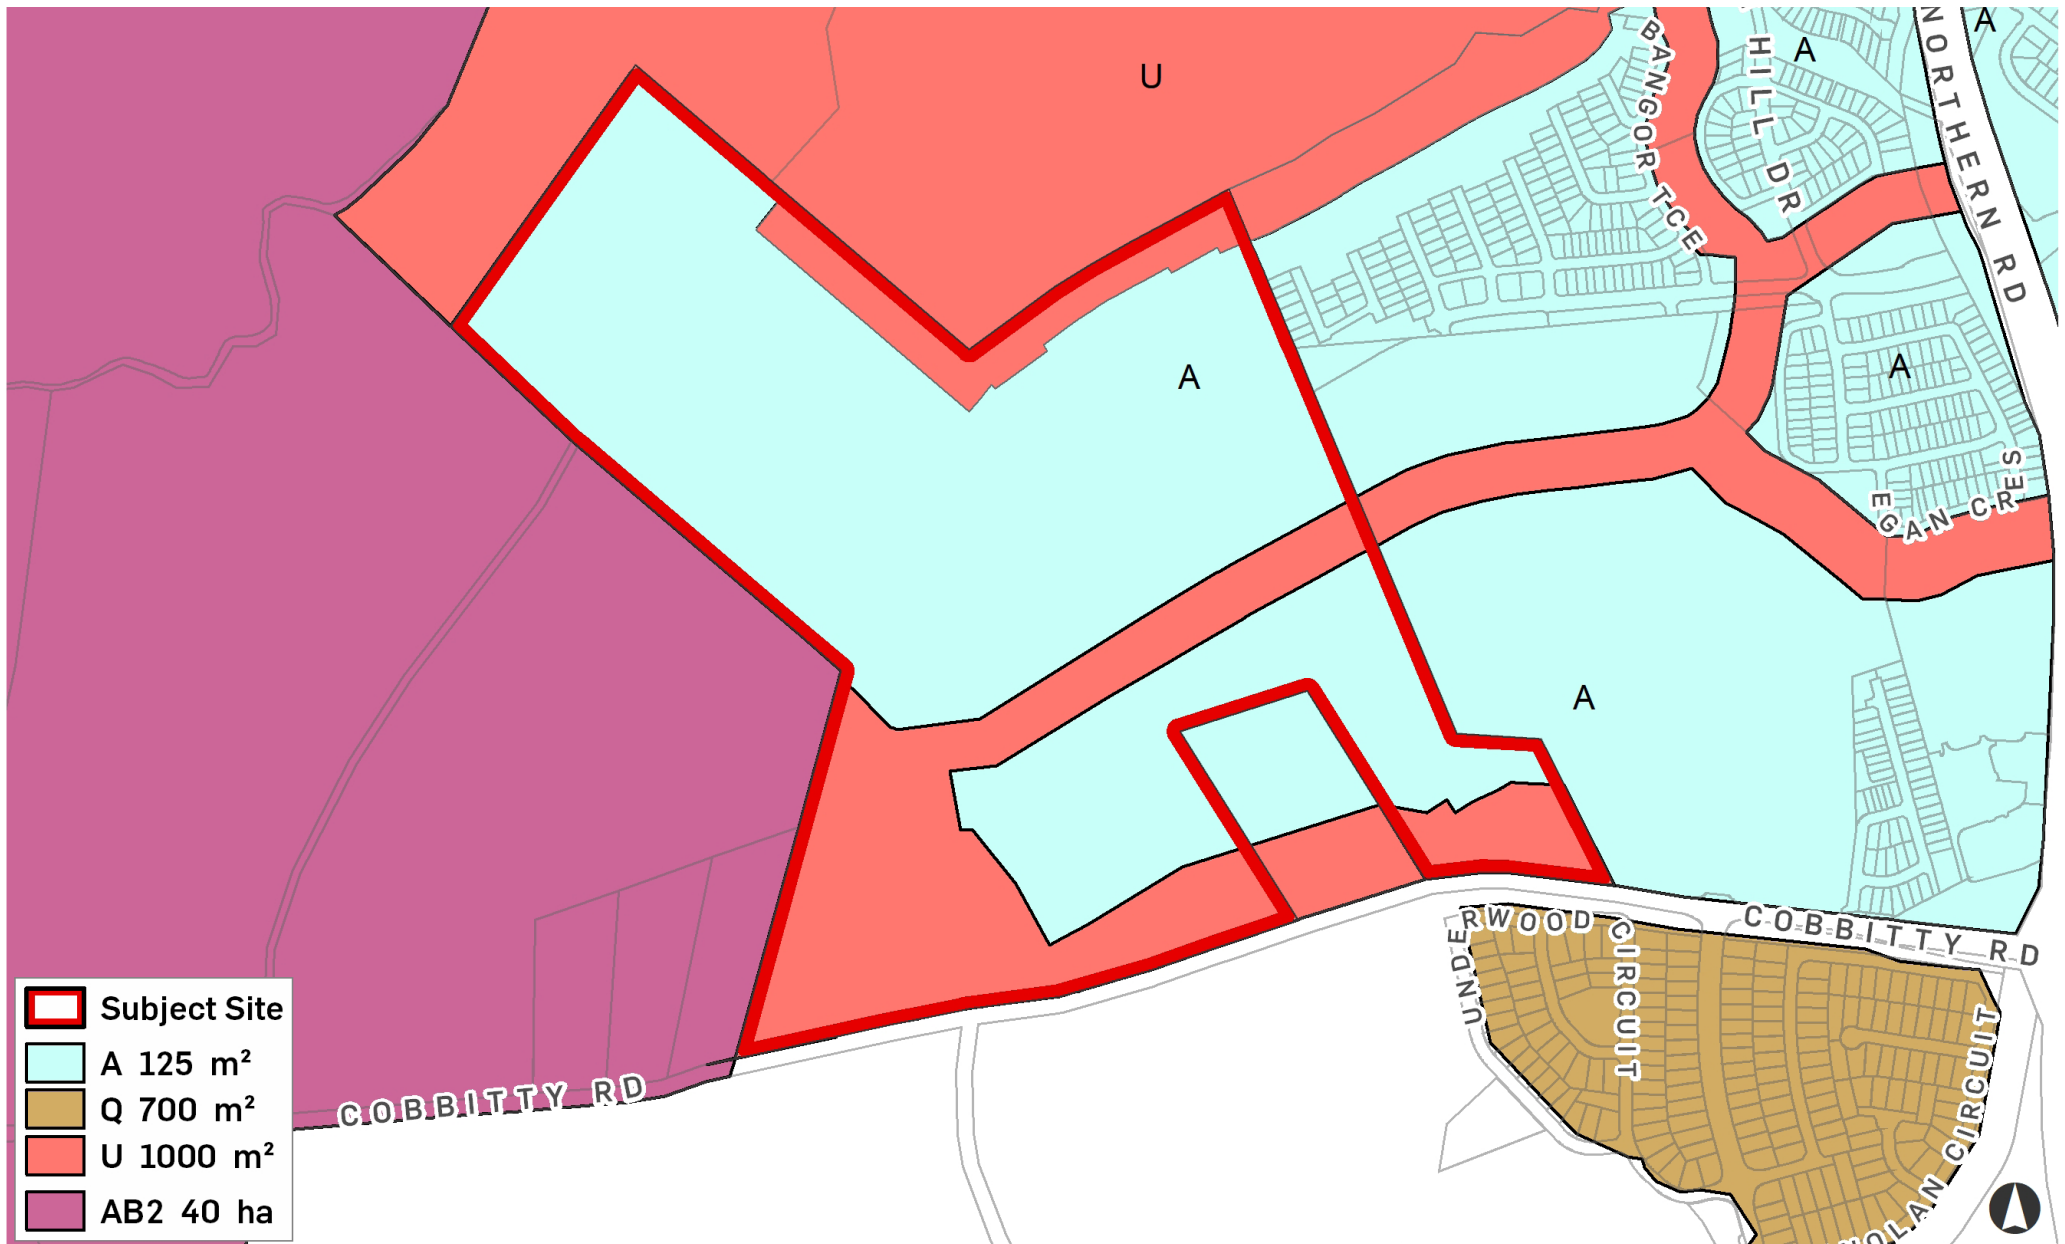 A
A
U
BANGOR TCE
HILL DR
NORTHERN RD
A
A
EGAN CRES
A
COBBITTY RD
UNDERWOOD CIRCUIT
Subject Site
A 125 m²
Q 700 m²
U 1000 m²
AB2 40 ha
COBBITTY RD
CIRCUIT